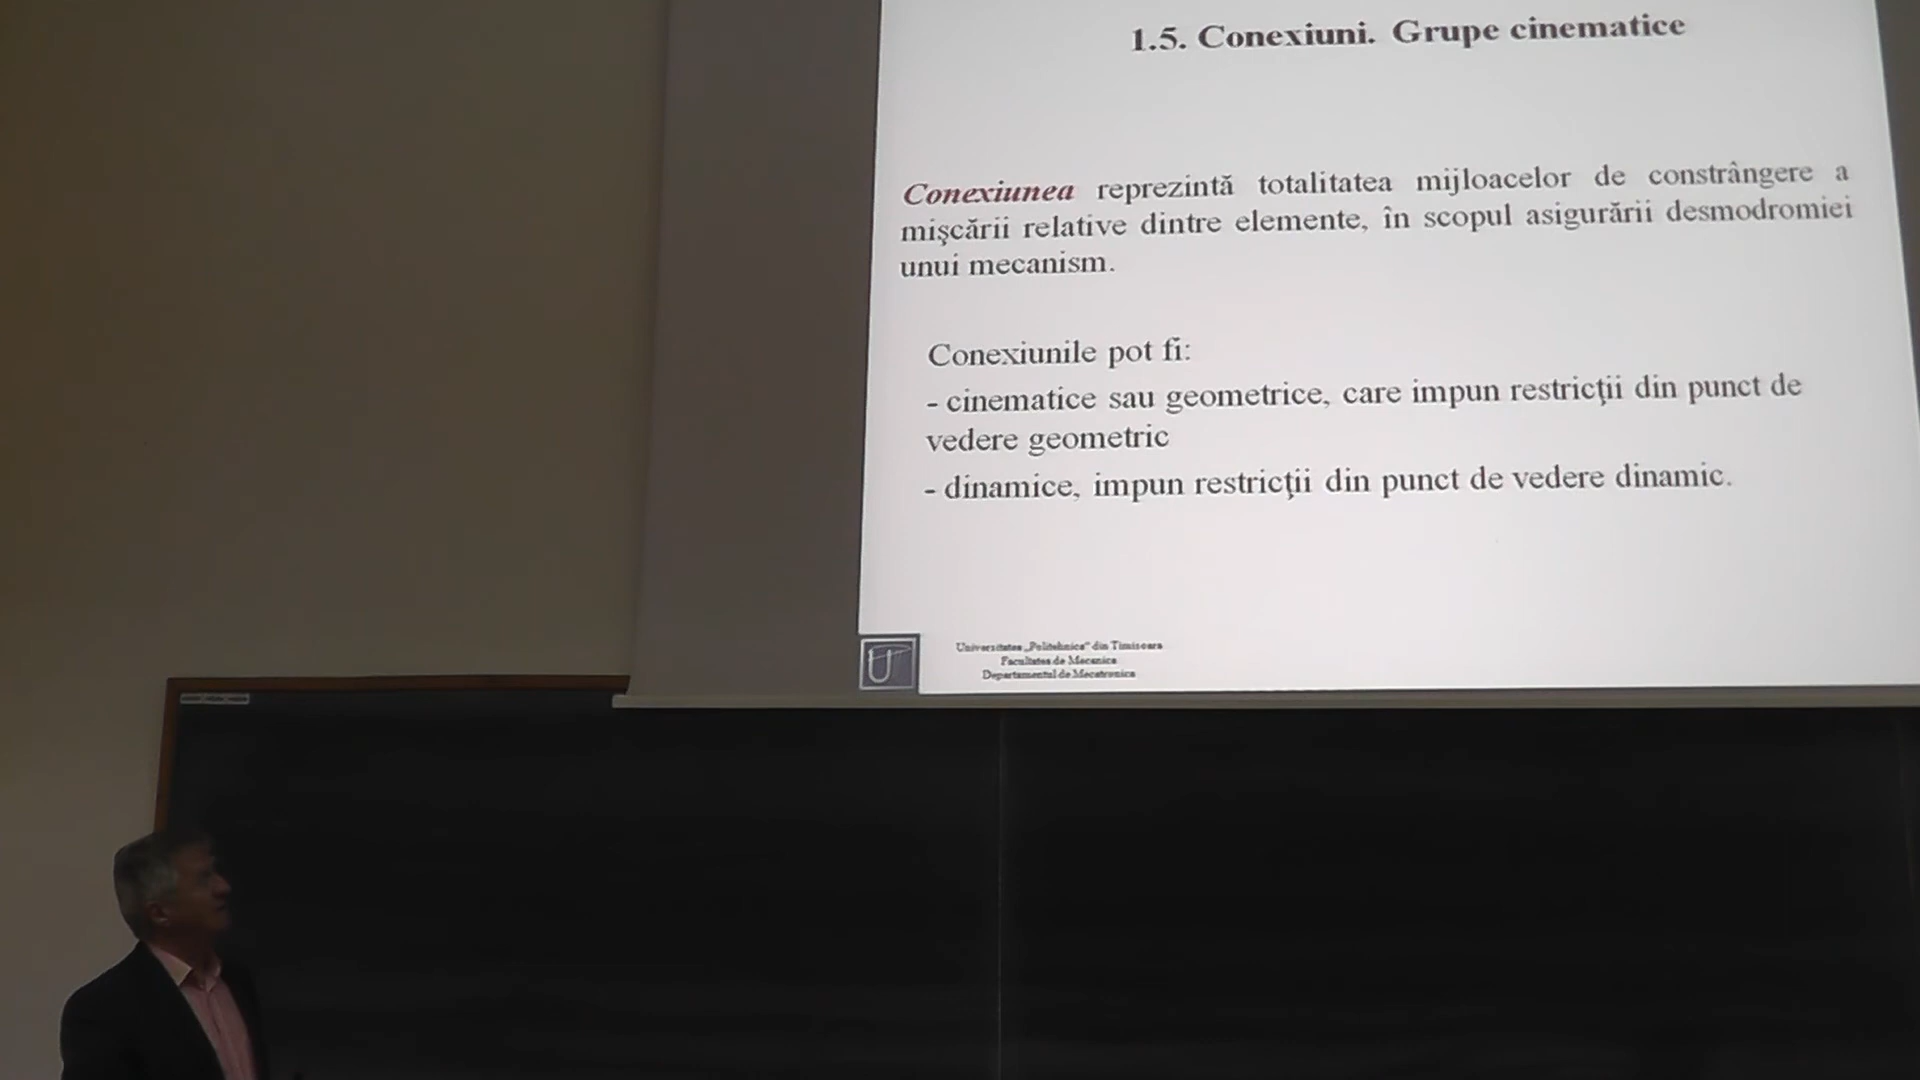 1.5. Conexiuni. Grupe cinematice
Conexiunea reprezintă totalitatea mijloacelor de constrângere a
mişcării relative dintre elemente, în scopul asigurării desmodromiei
unui mecanism.
Conexiunile pot fi:
- cinematice sau geometrice, care impun restricţii din punct de
vedere geometric
- dinamice, impun restricţii din punct de vedere dinamic.
Universitatea „Politehnica“ din Timisoara
Facultatea de Mecanica
Departamentul de Mecatronica